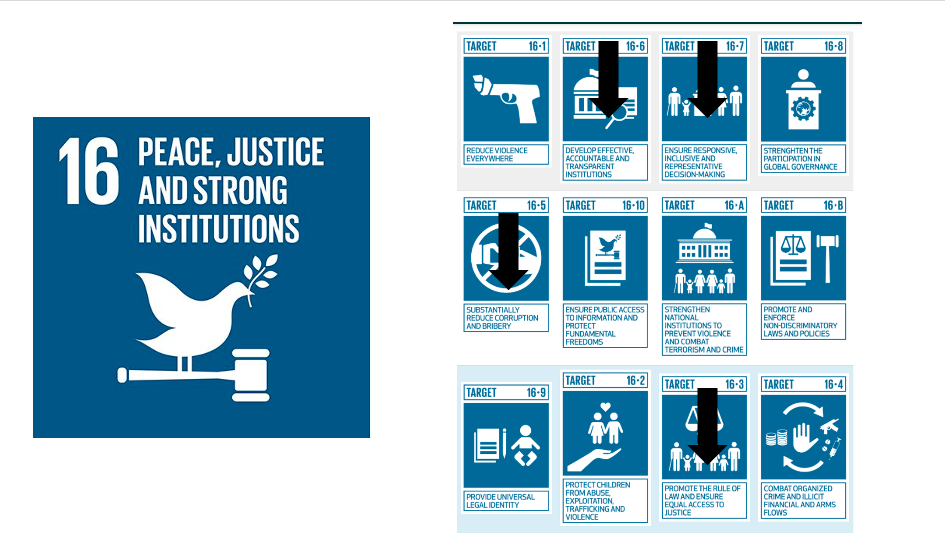 16 PEACE, JUSTICE
AND STRONG
INSTITUTIONS
TARGET 16·1
REDUCE VIOLENCE
EVERYWHERE
TARGET 16·6
DEVELOP EFFECTIVE,
ACCOUNTABLE AND
TRANSPARENT
INSTITUTIONS
TARGET 16·7
ENSURE RESPONSIVE,
INCLUSIVE AND
REPRESENTATIVE
DECISION-MAKING
TARGET 16·8
STRENGHTEN THE
PARTICIPATION IN
GLOBAL GOVERNANCE
TARGET 16·5
SUBSTANTIALLY
REDUCE CORRUPTION
AND BRIBERY
TARGET 16·10
ENSURE PUBLIC ACCESS
TO INFORMATION AND
PROTECT
FUNDAMENTAL
FREEDOMS
TARGET 16·A
STRENGTHEN
NATIONAL
INSTITUTIONS TO
PREVENT VIOLENCE
AND COMBAT
TERRORISM AND CRIME
TARGET 16·B
PROMOTE AND
ENFORCE
NON-DISCRIMINATORY
LAWS AND POLICIES
TARGET 16·9
PROVIDE UNIVERSAL
LEGAL IDENTITY
TARGET 16·2
PROTECT CHILDREN
FROM ABUSE,
EXPLOITATION,
TRAFFICKING AND
VIOLENCE
TARGET 16·3
PROMOTE THE RULE OF
LAW AND ENSURE
EQUAL ACCESS TO
JUSTICE
TARGET 16·4
COMBAT ORGANIZED
CRIME AND ILLICIT
FINANCIAL AND ARMS
FLOWS